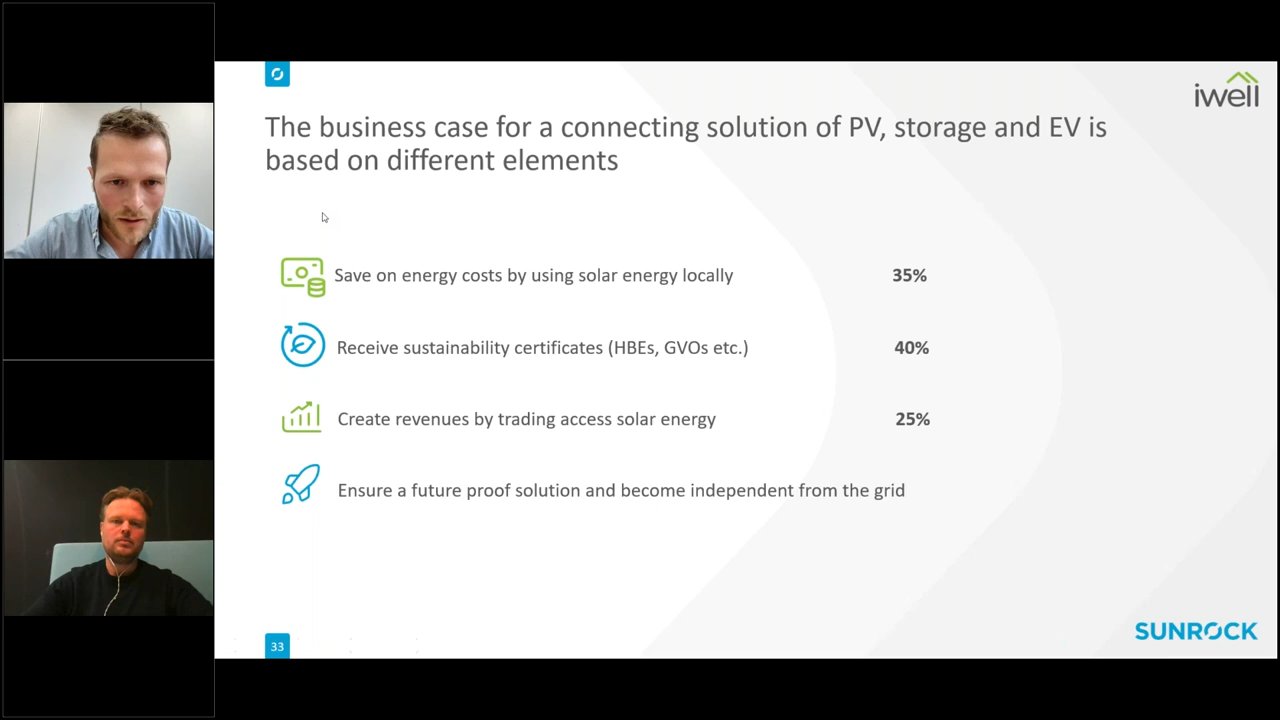 iwell
The business case for a connecting solution of PV, storage and EV is
based on different elements
Save on energy costs by using solar energy locally 35%
Receive sustainability certificates (HBEs, GVOs etc.) 40%
Create revenues by trading access solar energy 25%
Ensure a future proof solution and become independent from the grid
33
SUNROCK